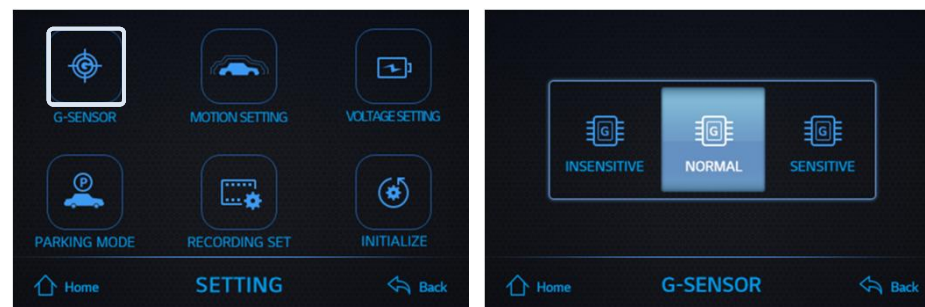 G
G-SENSOR
MOTION SETTING
VOLTAGE SETTING
P
PARKING MODE
RECORDING SET
INITIALIZE
Home
SETTING
Back
G
INSENSITIVE
G
NORMAL
G
SENSITIVE
Home
G-SENSOR
Back